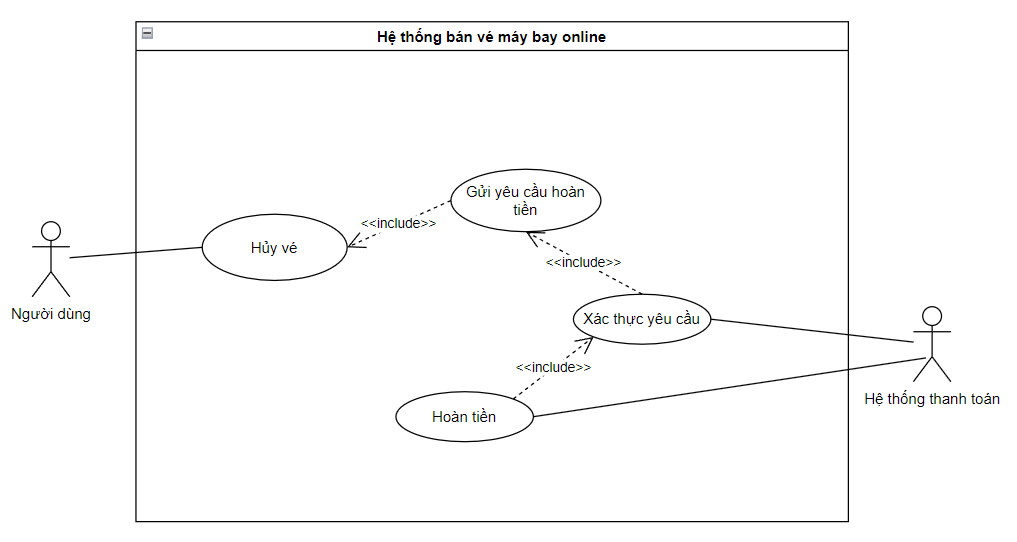 Hệ thống bán vé máy bay online
Gửi yêu cầu hoàn
tiền
<<include>>
Hủy vé
<<include>>
Người dùng
Xác thực yêu cầu
<<include>>
Hệ thống thanh toán
Hoàn tiền